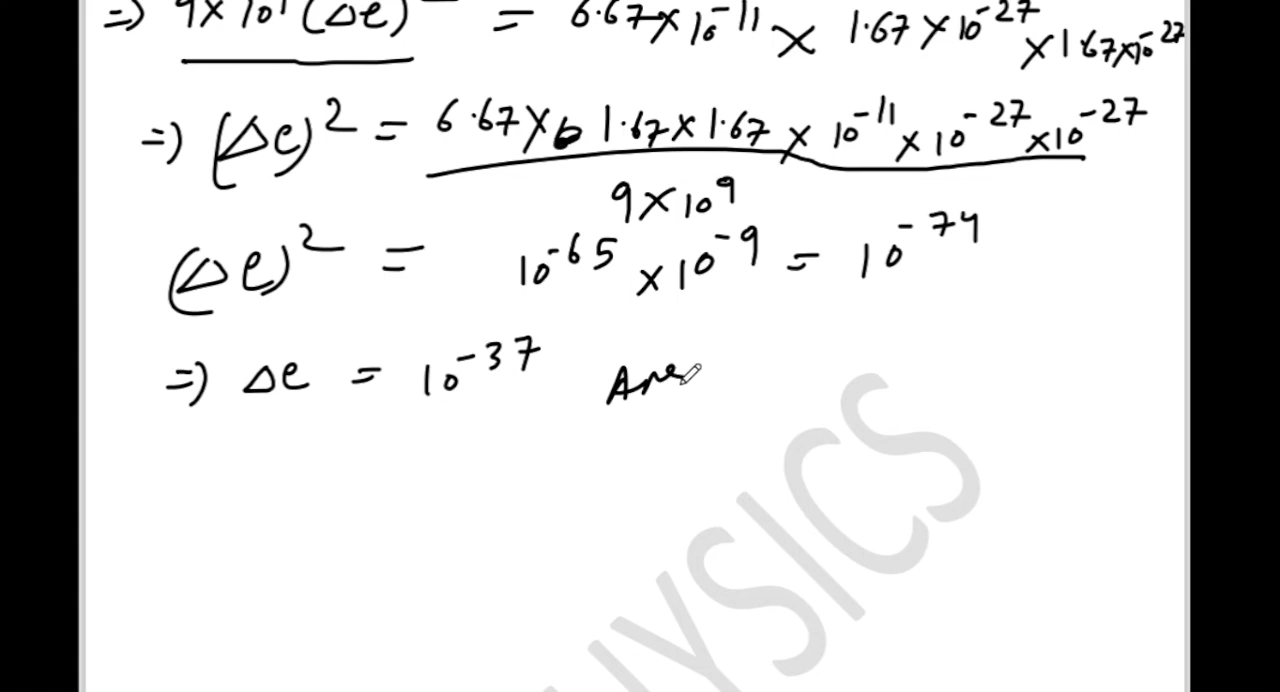 =) 9×10⁹ (Δe)² = 6.67×10⁻¹¹ × 1.67×10⁻²⁷ ×1.67×10⁻²⁷
=) (Δe)² = 6.67× 1.67×1.67 × 10⁻¹¹ × 10⁻²⁷ ×10⁻²⁷
9×10⁹
(Δe)² = 10⁻⁶⁵ ×10⁻⁹ = 10⁻⁷⁴
=) Δe = 10⁻³⁷ Ans
YSICS